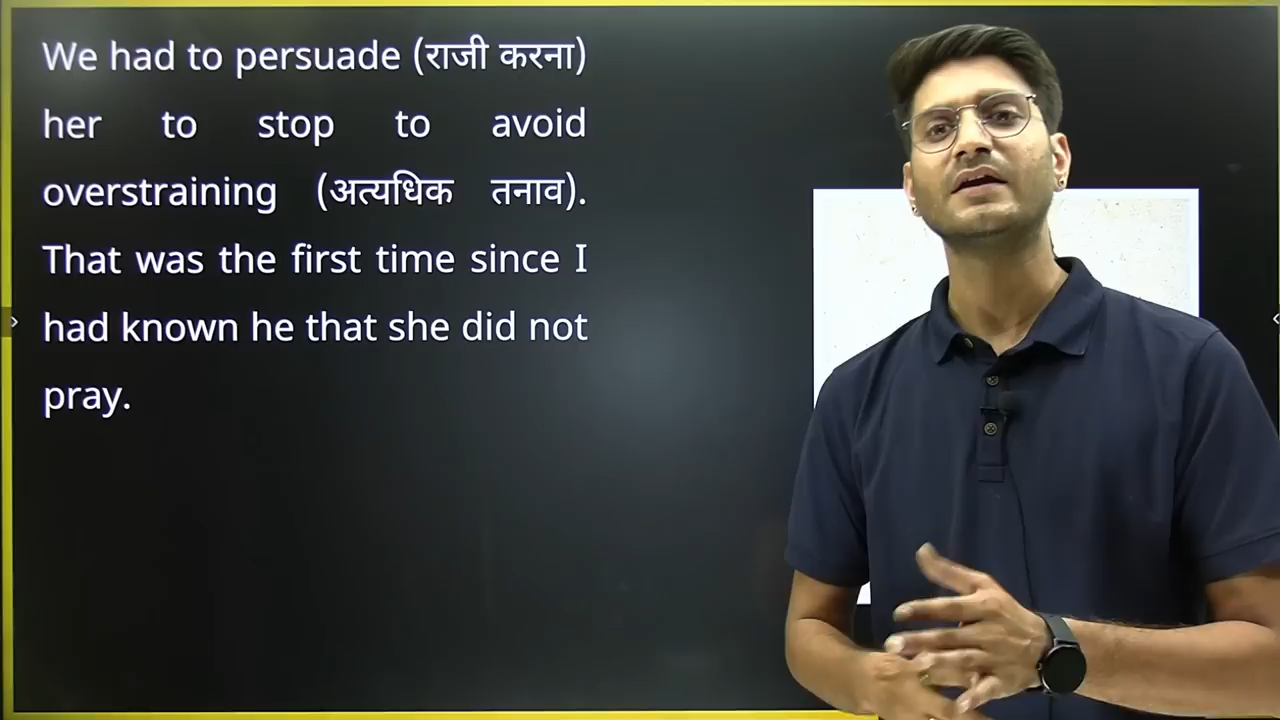 We had to persuade (राजी करना)
her to stop to avoid
overstraining (अत्यधिक तनाव).
That was the first time since I
had known he that she did not
pray.